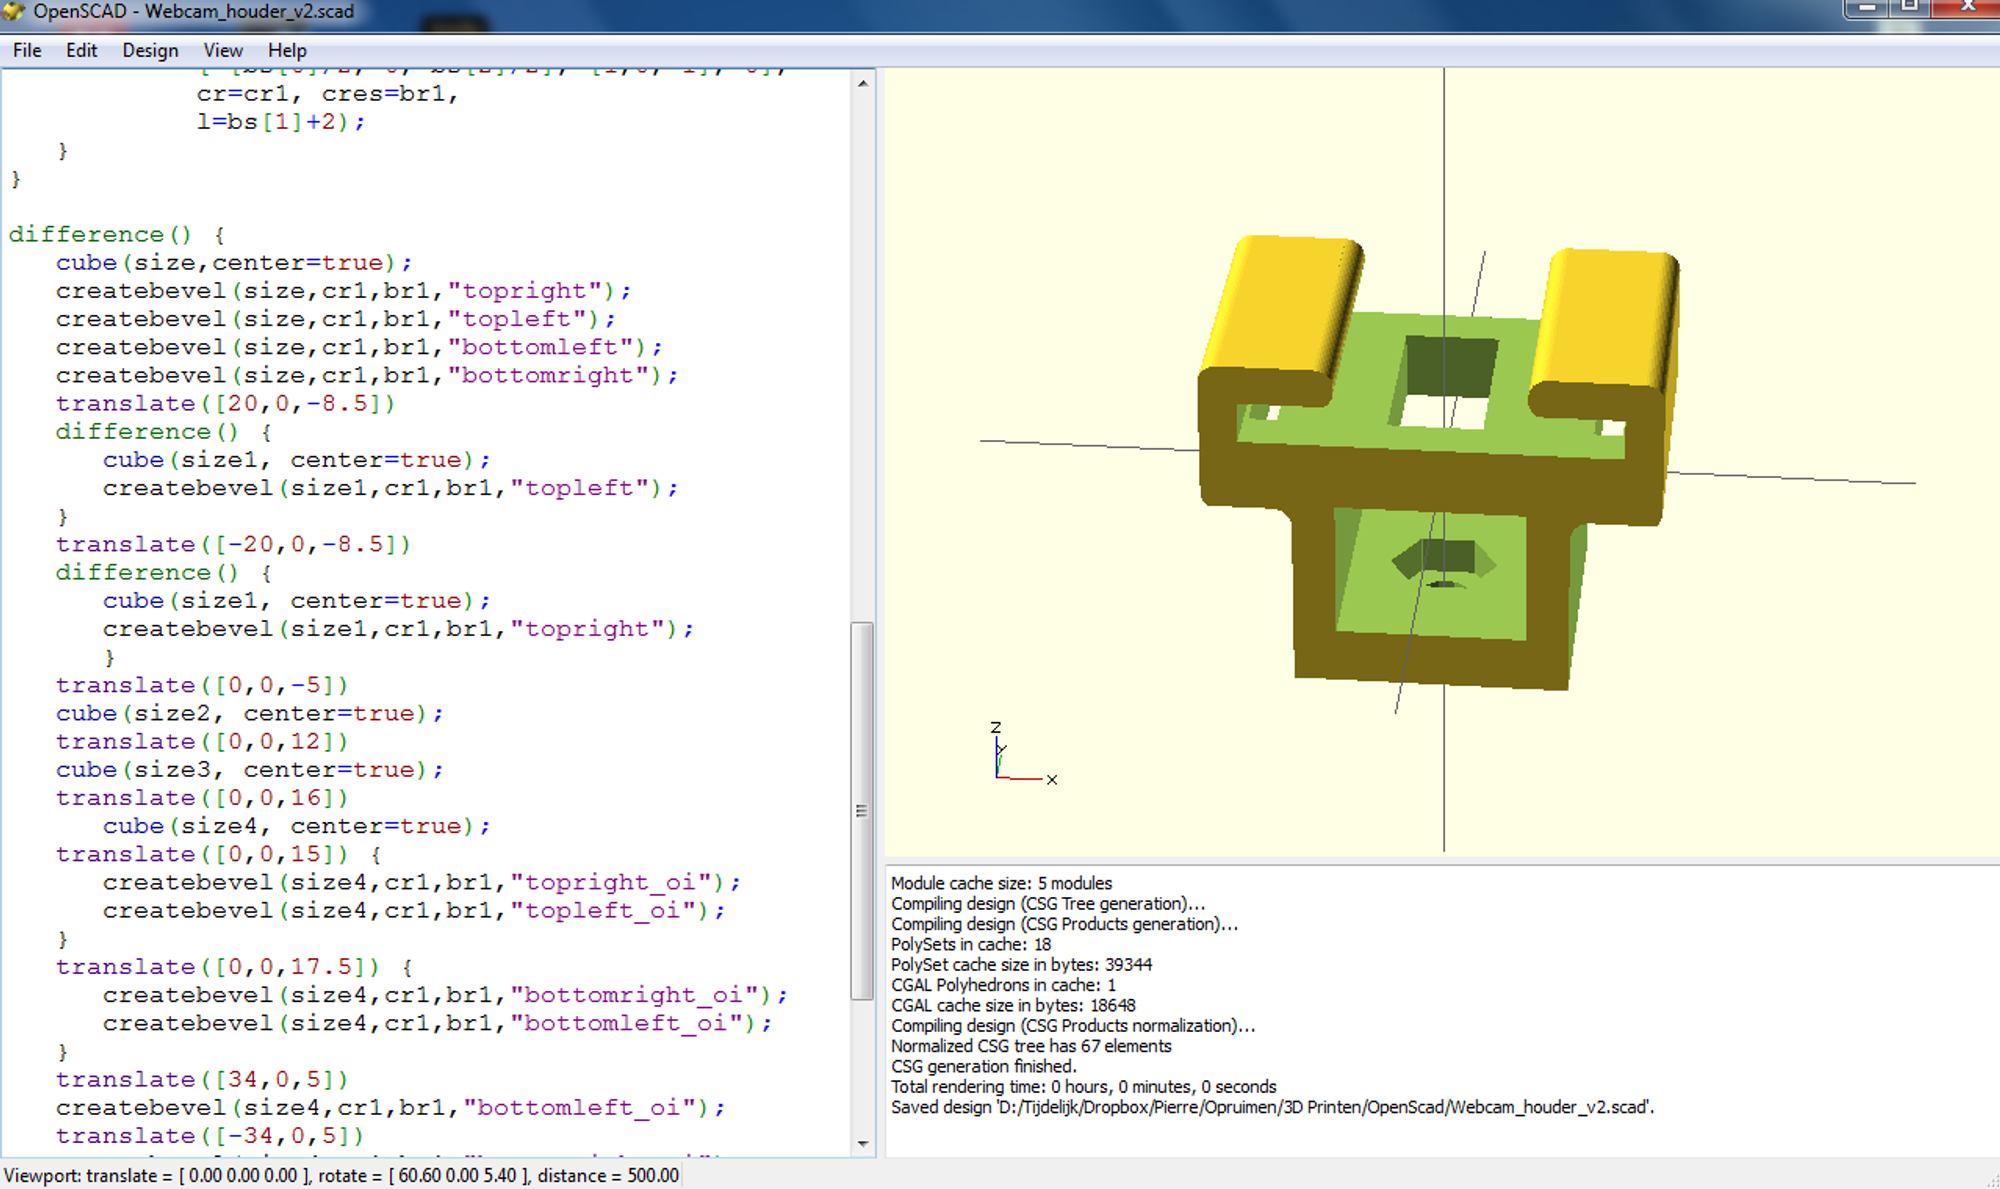 OpenSCAD - Webcam_houder_v2.scad
File Edit Design View Help
cr=cr1, cres=br1,
l=bs[1]+2);
}
}
difference() {
cube(size,center=true);
createbevel(size,cr1,br1,"topright");
createbevel(size,cr1,br1,"topleft");
createbevel(size,cr1,br1,"bottomleft");
createbevel(size,cr1,br1,"bottomright");
translate([20,0,-8.5])
difference() {
cube(size1, center=true);
createbevel(size1,cr1,br1,"topleft");
}
translate([-20,0,-8.5])
difference() {
cube(size1, center=true);
createbevel(size1,cr1,br1,"topright");
}
translate([0,0,-5])
cube(size2, center=true);
translate([0,0,12])
cube(size3, center=true);
translate([0,0,16])
cube(size4, center=true);
translate([0,0,15]) {
createbevel(size4,cr1,br1,"topright_oi");
createbevel(size4,cr1,br1,"topleft_oi");
}
translate([0,0,17.5]) {
createbevel(size4,cr1,br1,"bottomright_oi");
createbevel(size4,cr1,br1,"bottomleft_oi");
}
translate([34,0,5])
createbevel(size4,cr1,br1,"bottomleft_oi");
translate([-34,0,5])
Z
Y
X
Module cache size: 5 modules
Compiling design (CSG Tree generation)...
Compiling design (CSG Products generation)...
PolySets in cache: 18
PolySet cache size in bytes: 39344
CGAL Polyhedrons in cache: 1
CGAL cache size in bytes: 18648
Compiling design (CSG Products normalization)...
Normalized CSG tree has 67 elements
CSG generation finished.
Total rendering time: 0 hours, 0 minutes, 0 seconds
Saved design 'D:/Tijdelijk/Dropbox/Pierre/Opruimen/3D Printen/OpenScad/Webcam_houder_v2.scad'.
Viewport: translate = [ 0.00 0.00 0.00 ], rotate = [ 60.60 0.00 5.40 ], distance = 500.00